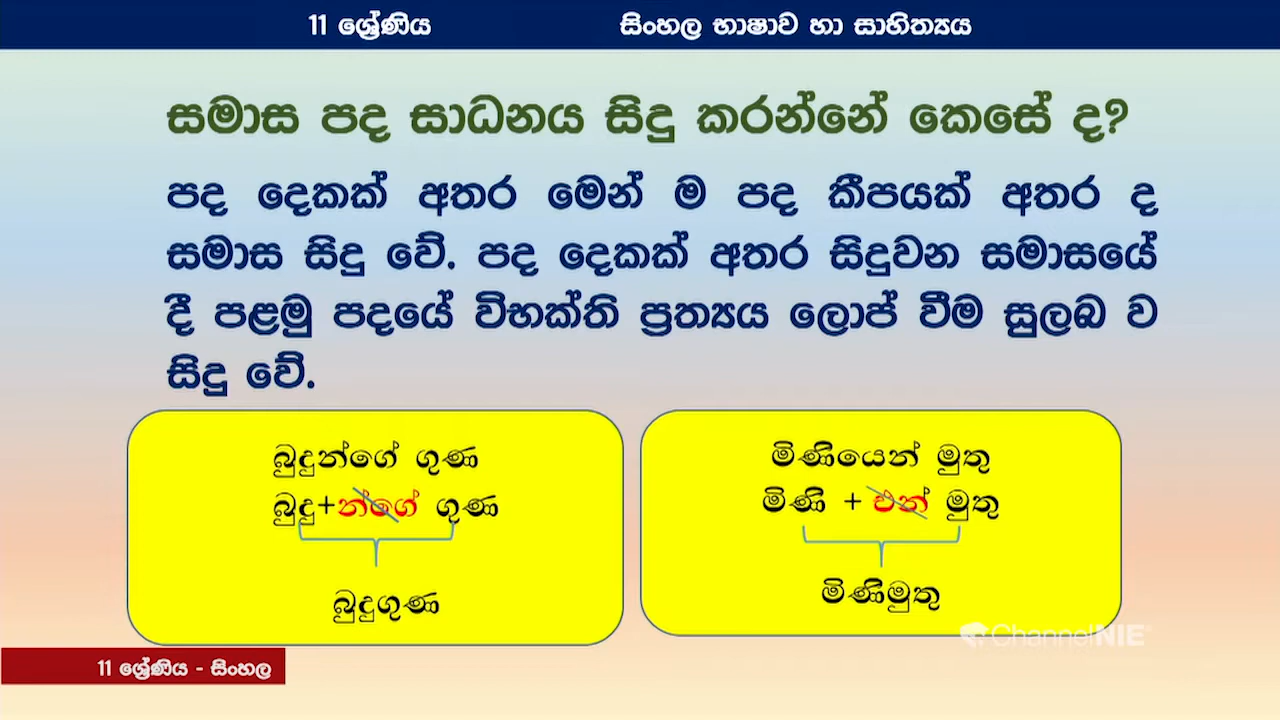 11 ශ්‍රේණිය
සිංහල භාෂාව හා සාහිත්‍යය
සමාස පද සාධනය සිදු කරන්නේ කෙසේ ද?
පද දෙකක් අතර මෙන් ම පද කීපයක් අතර ද
සමාස සිදු වේ. පද දෙකක් අතර සිදුවන සමාසයේ
දී පළමු පදයේ විභක්ති ප්‍රත්‍යය ලොප් වීම සුලබ ව
සිදු වේ.
බුදුන්ගේ ගුණ
බුදු+න්ගේ ගුණ
බුදුගුණ
මිණියෙන් මුතු
මිණි + එන් මුතු
මිණිමුතු
ChannelNIE
11 ශ්‍රේණිය - සිංහල